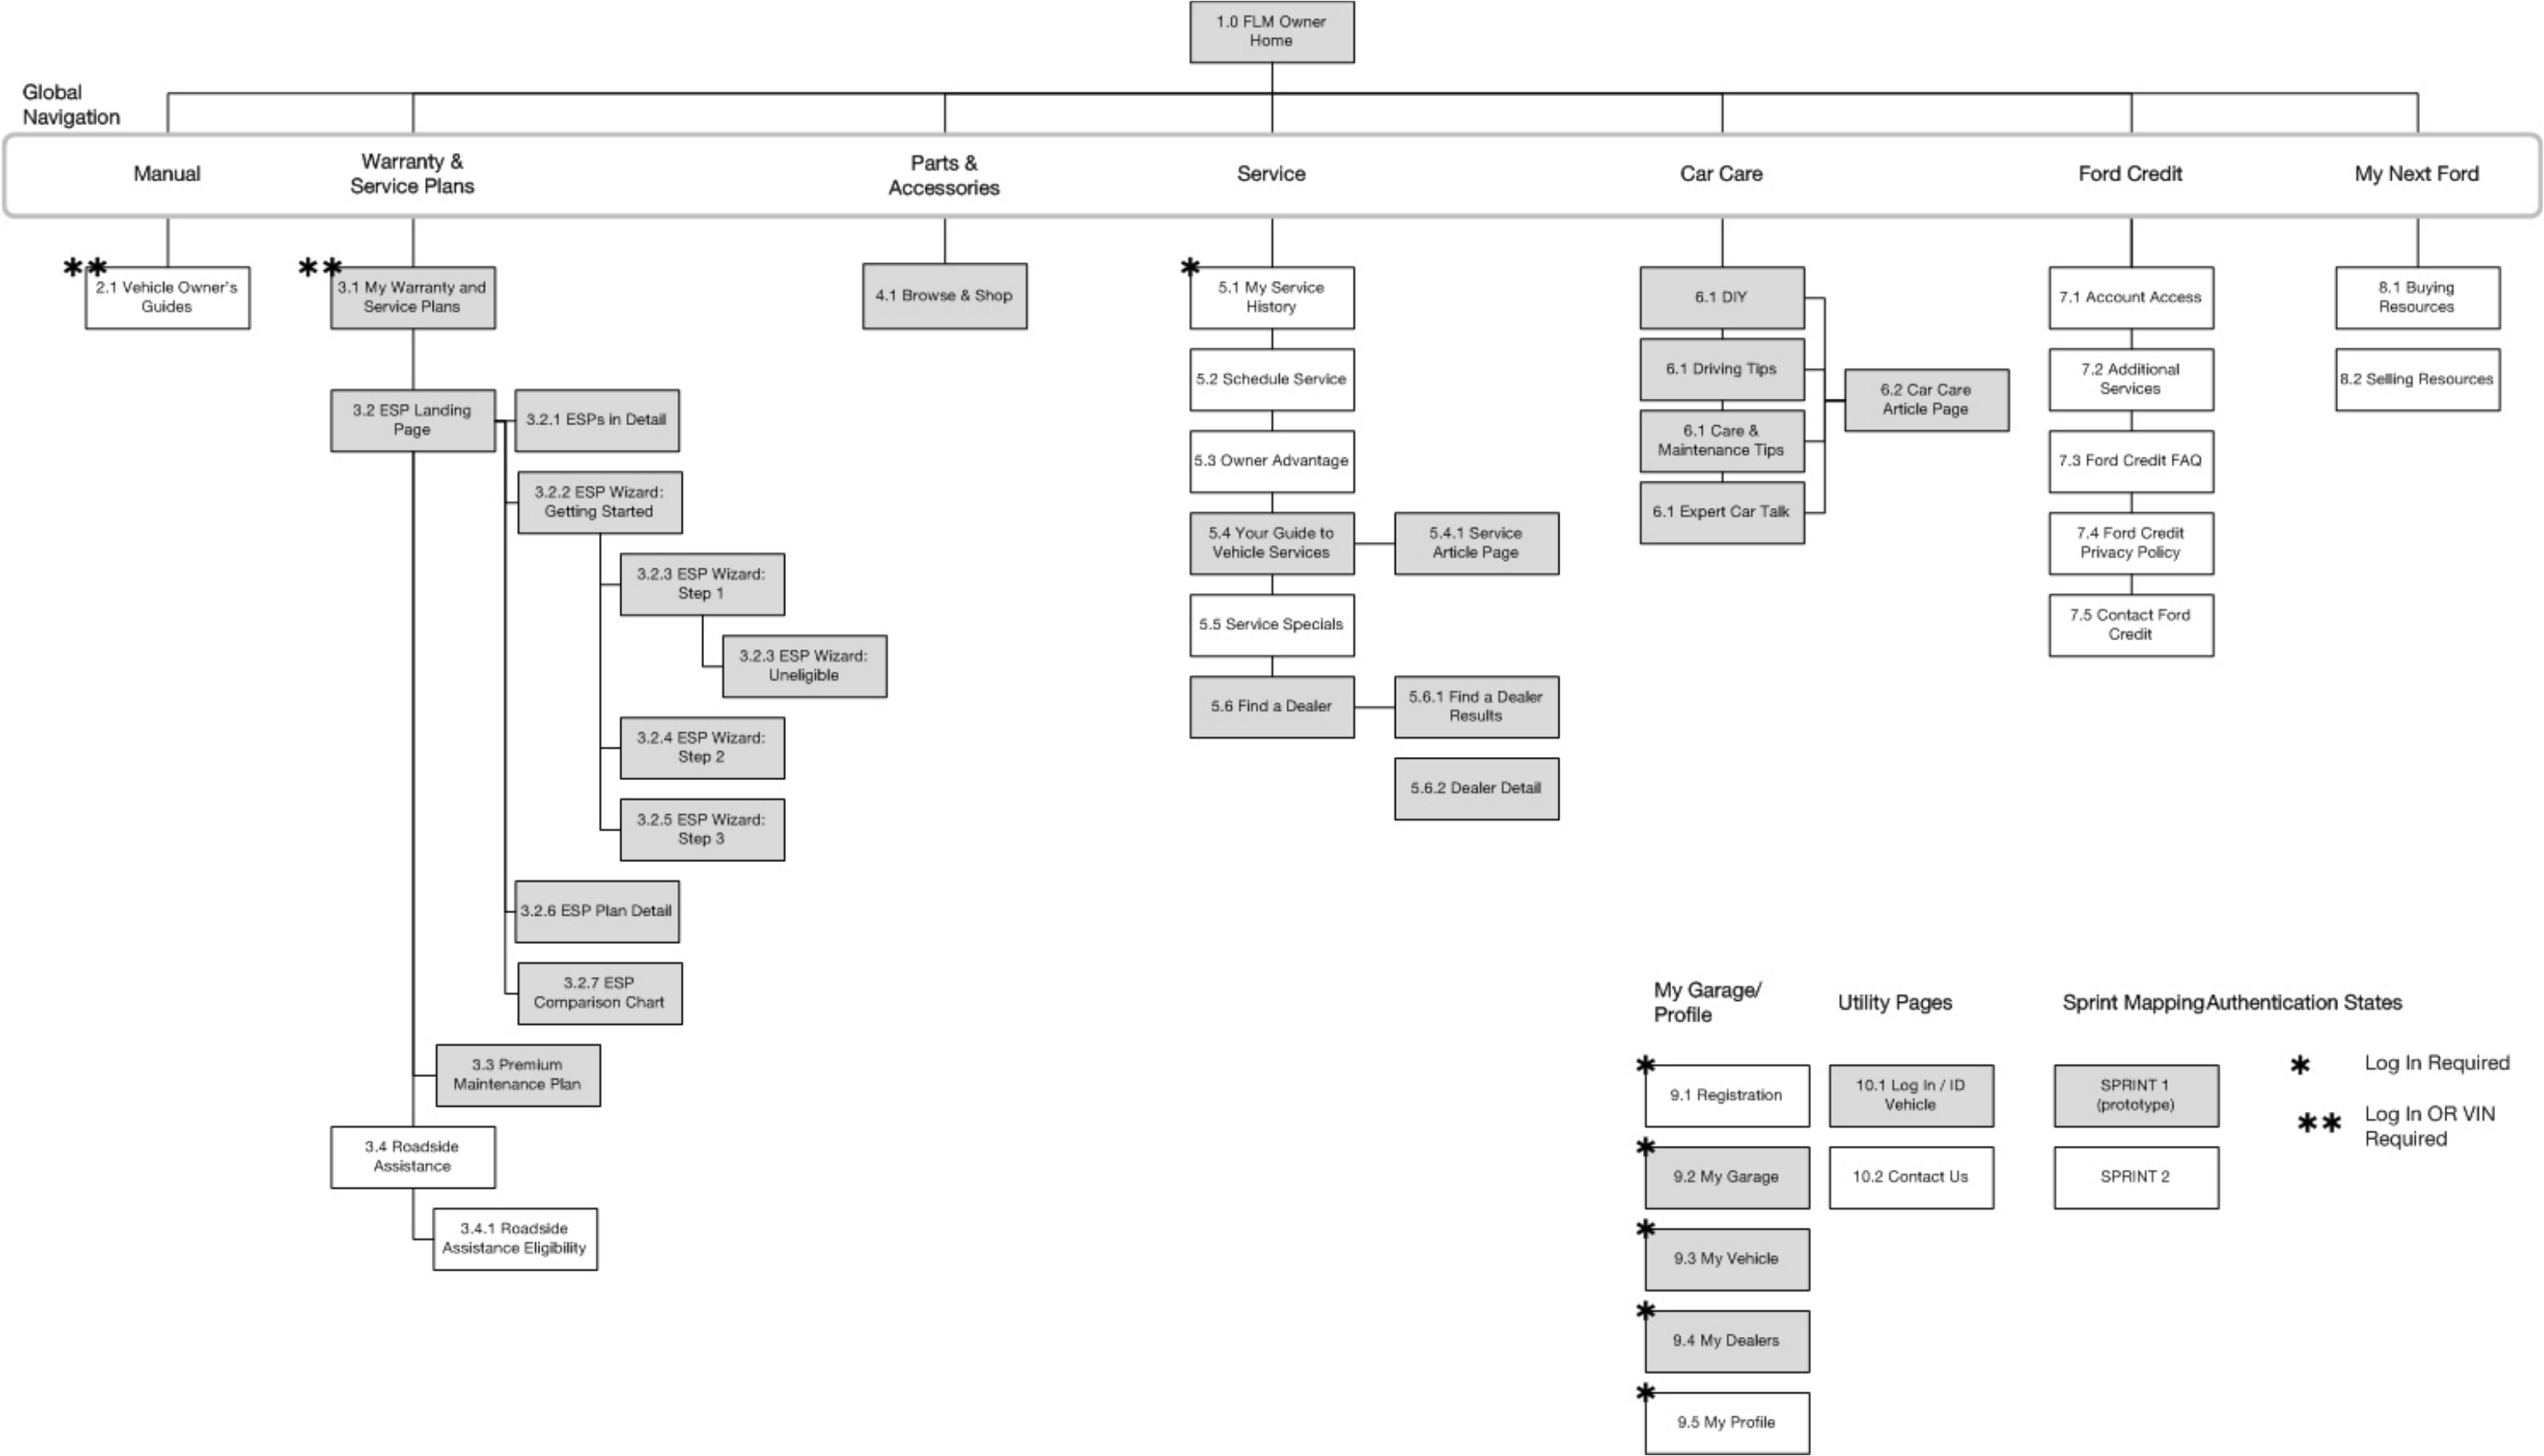 1.0 FLM Owner
Home
Global
Navigation
Manual
Warranty &
Service Plans
Parts &
Accessories
Service
Car Care
Ford Credit
My Next Ford
**
2.1 Vehicle Owner's
Guides
**
3.1 My Warranty and
Service Plans
3.2 ESP Landing
Page
3.2.1 ESPs in Detail
3.2.2 ESP Wizard:
Getting Started
3.2.3 ESP Wizard:
Step 1
3.2.3 ESP Wizard:
Uneligible
3.2.4 ESP Wizard:
Step 2
3.2.5 ESP Wizard:
Step 3
3.2.6 ESP Plan Detail
3.2.7 ESP
Comparison Chart
3.3 Premium
Maintenance Plan
3.4 Roadside
Assistance
3.4.1 Roadside
Assistance Eligibility
4.1 Browse & Shop
*
5.1 My Service
History
5.2 Schedule Service
5.3 Owner Advantage
5.4 Your Guide to
Vehicle Services
5.4.1 Service
Article Page
5.5 Service Specials
5.6 Find a Dealer
5.6.1 Find a Dealer
Results
5.6.2 Dealer Detail
6.1 DIY
6.1 Driving Tips
6.1 Care &
Maintenance Tips
6.1 Expert Car Talk
6.2 Car Care
Article Page
7.1 Account Access
7.2 Additional
Services
7.3 Ford Credit FAQ
7.4 Ford Credit
Privacy Policy
7.5 Contact Ford
Credit
8.1 Buying
Resources
8.2 Selling Resources
My Garage/
Profile
*
9.1 Registration
*
9.2 My Garage
*
9.3 My Vehicle
*
9.4 My Dealers
*
9.5 My Profile
Utility Pages
10.1 Log In / ID
Vehicle
10.2 Contact Us
Sprint Mapping
SPRINT 1
(prototype)
SPRINT 2
Authentication States
* Log In Required
** Log In OR VIN
Required